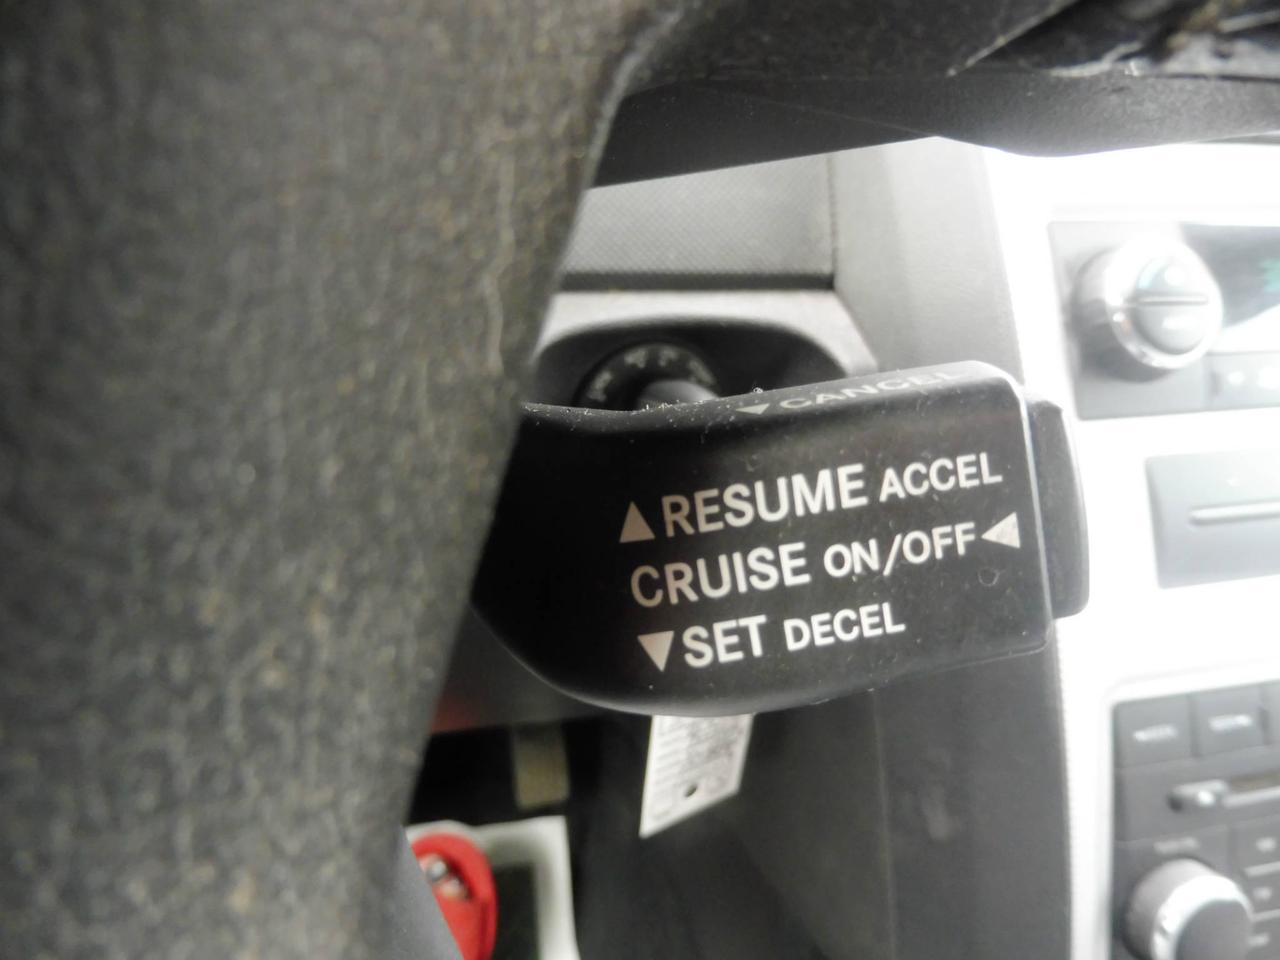 ▼CANCEL
▲RESUME ACCEL
CRUISE ON/OFF◀
▼SET DECEL